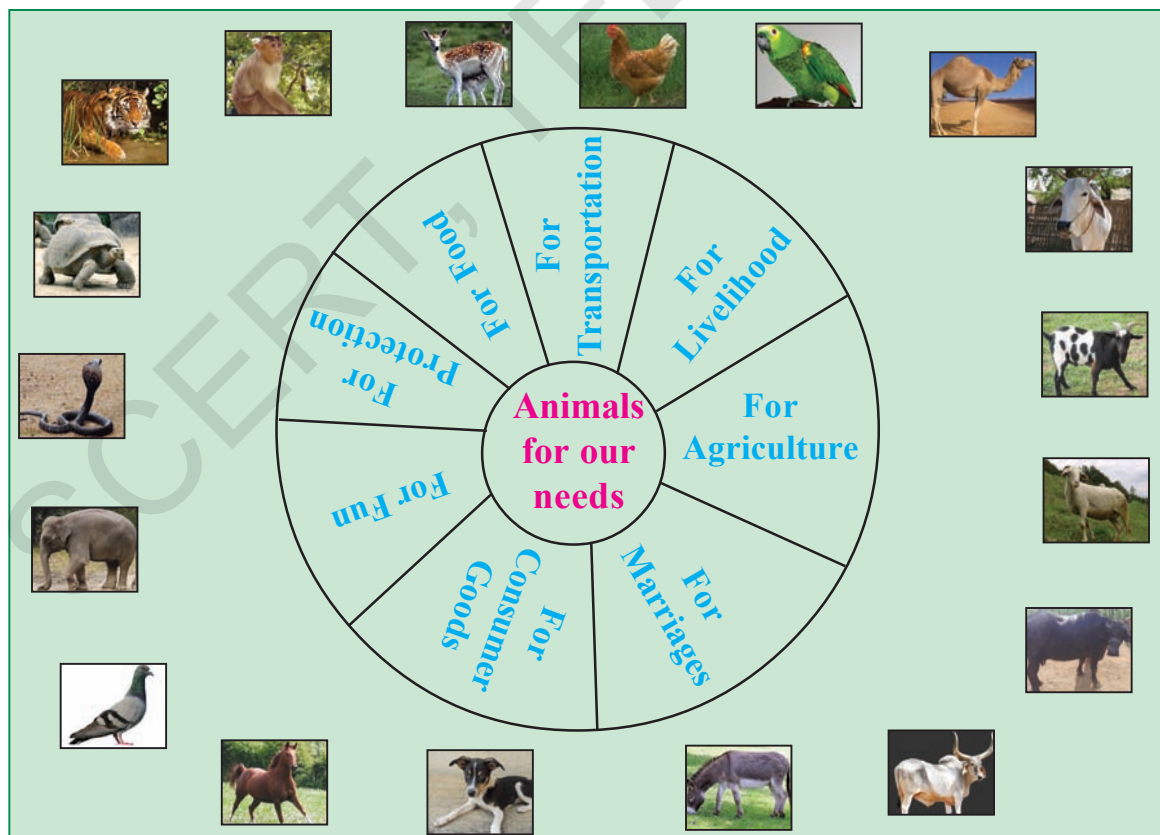 SCERT, TE
Animals
for our
needs
For Food
For
Transportation
For
Livelihood
For
Agriculture
For
Marriages
For
Consumer
Goods
For Fun
For
Protection